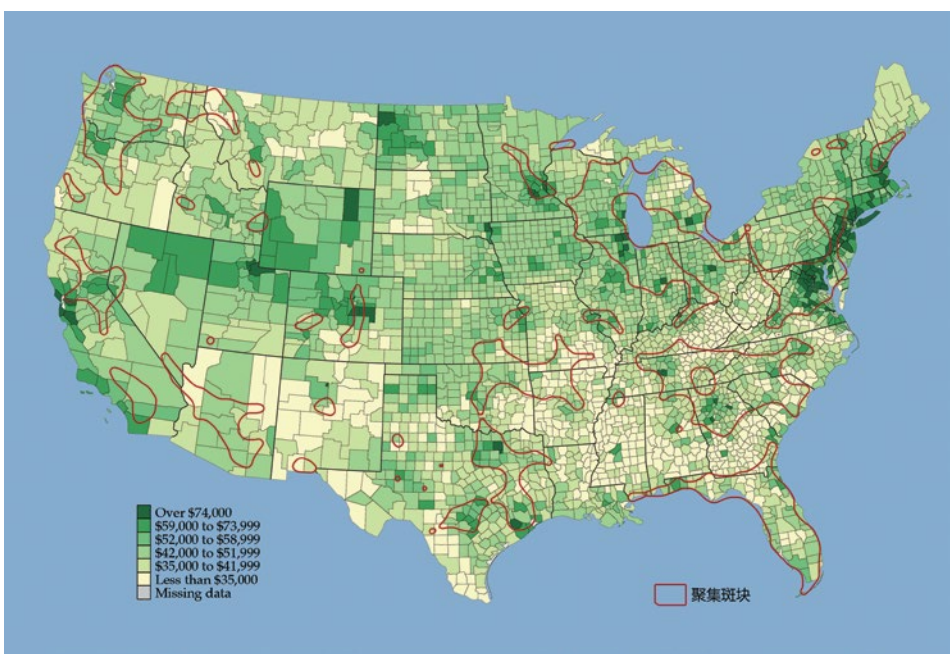 Over $74,000
$59,000 to $73,999
$52,000 to $58,999
$42,000 to $51,999
$35,000 to $41,999
Less than $35,000
Missing data
聚集斑块